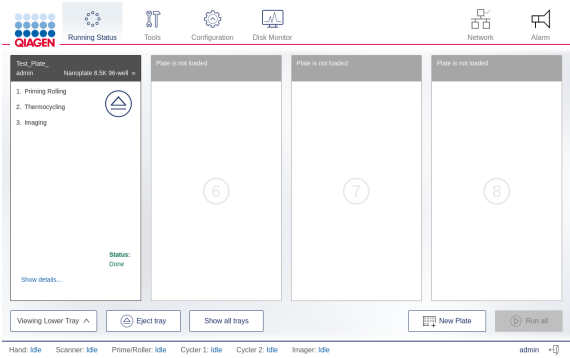 QIAGEN
Running Status
Tools
Configuration
Disk Monitor
Network
Alarm
Test_Plate_
admin Nanoplate 8.5K 96-well
1. Priming Rolling
2. Thermocycling
3. Imaging
Status:
Done
Show details...
Plate is not loaded
6
Plate is not loaded
7
Plate is not loaded
8
Viewing Lower Tray
Eject tray
Show all trays
New Plate
Run all
Hand: Idle Scanner: Idle Prime/Roller: Idle Cycler 1: Idle Cycler 2: Idle Imager: Idle admin